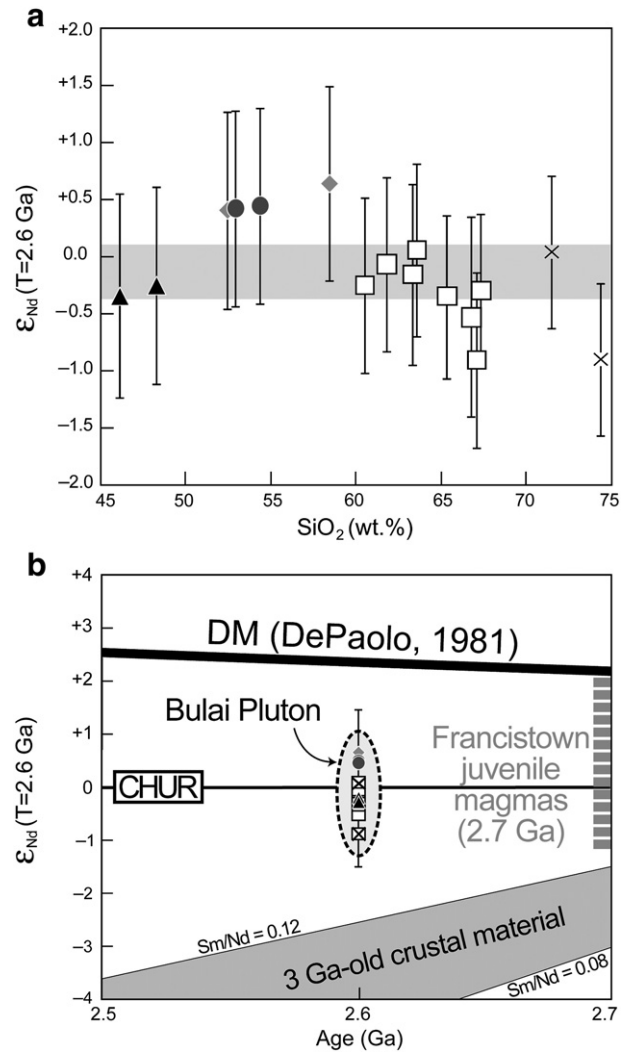 a
+2.0
+1.5
+1.0
+0.5
0.0
–0.5
–1.0
–1.5
–2.0
εNd (T=2.6 Ga)
45 50 55 60 65 70 75
SiO2 (wt.%)
b
+4
+3
+2
+1
0
–1
–2
–3
–4
εNd (T=2.6 Ga)
DM (DePaolo, 1981)
Bulai Pluton
Francistown
juvenile
magmas
(2.7 Ga)
CHUR
Sm/Nd = 0.12
3 Ga-old crustal material
Sm/Nd = 0.08
2.5 2.6 2.7
Age (Ga)